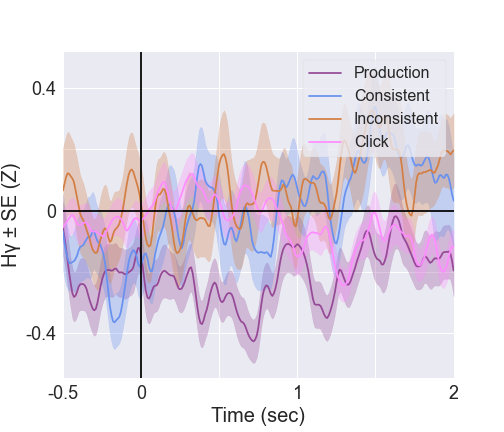 Production
Consistent
Inconsistent
Click
0.4
0
-0.4
Hγ ± SE (Z)
-0.5
0
1
2
Time (sec)